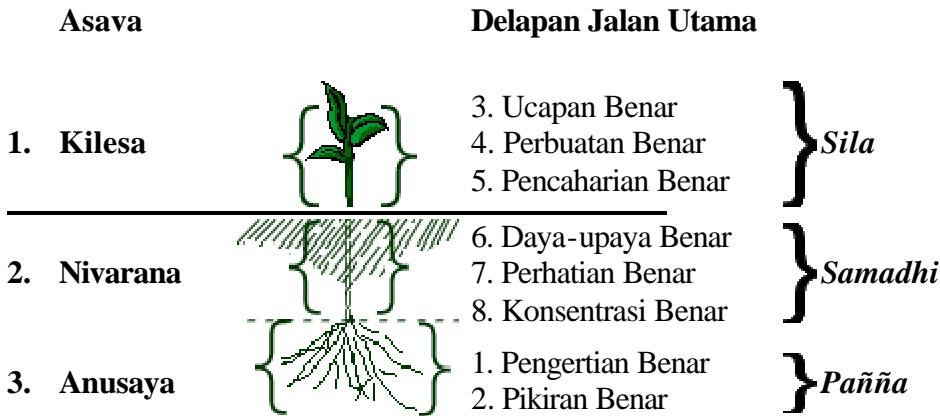 Asava Delapan Jalan Utama
3. Ucapan Benar
1. Kilesa 4. Perbuatan Benar Sila
5. Pencaharian Benar
6. Daya-upaya Benar
2. Nivarana 7. Perhatian Benar Samadhi
8. Konsentrasi Benar
1. Pengertian Benar
3. Anusaya 2. Pikiran Benar Pañña